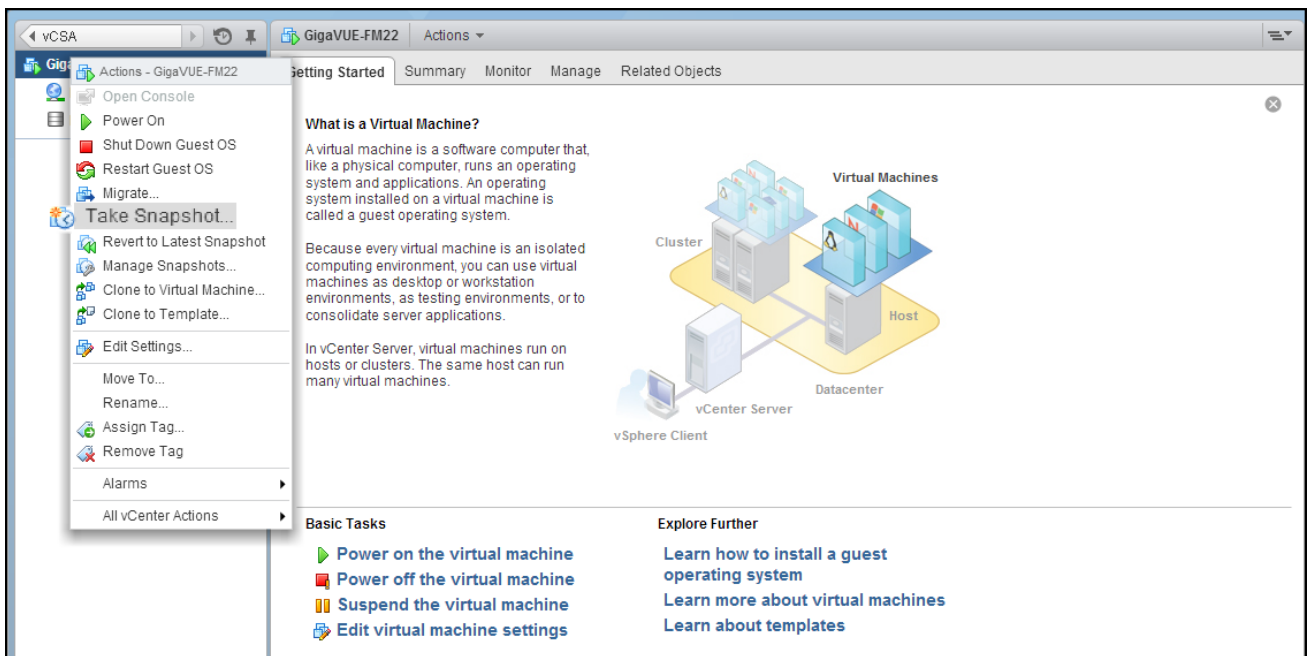 vCSA
GigaVUE-FM22 Actions
Gig
Actions - GigaVUE-FM22
Open Console
Power On
Shut Down Guest OS
Restart Guest OS
Migrate...
Take Snapshot...
Revert to Latest Snapshot
Manage Snapshots...
Clone to Virtual Machine...
Clone to Template...
Edit Settings...
Move To...
Rename...
Assign Tag...
Remove Tag
Alarms
All vCenter Actions
Getting Started Summary Monitor Manage Related Objects
What is a Virtual Machine?
A virtual machine is a software computer that,
like a physical computer, runs an operating
system and applications. An operating
system installed on a virtual machine is
called a guest operating system.
Because every virtual machine is an isolated
computing environment, you can use virtual
machines as desktop or workstation
environments, as testing environments, or to
consolidate server applications.
In vCenter Server, virtual machines run on
hosts or clusters. The same host can run
many virtual machines.
Virtual Machines
Cluster
Host
Datacenter
vCenter Server
vSphere Client
Basic Tasks
Power on the virtual machine
Power off the virtual machine
Suspend the virtual machine
Edit virtual machine settings
Explore Further
Learn how to install a guest
operating system
Learn more about virtual machines
Learn about templates